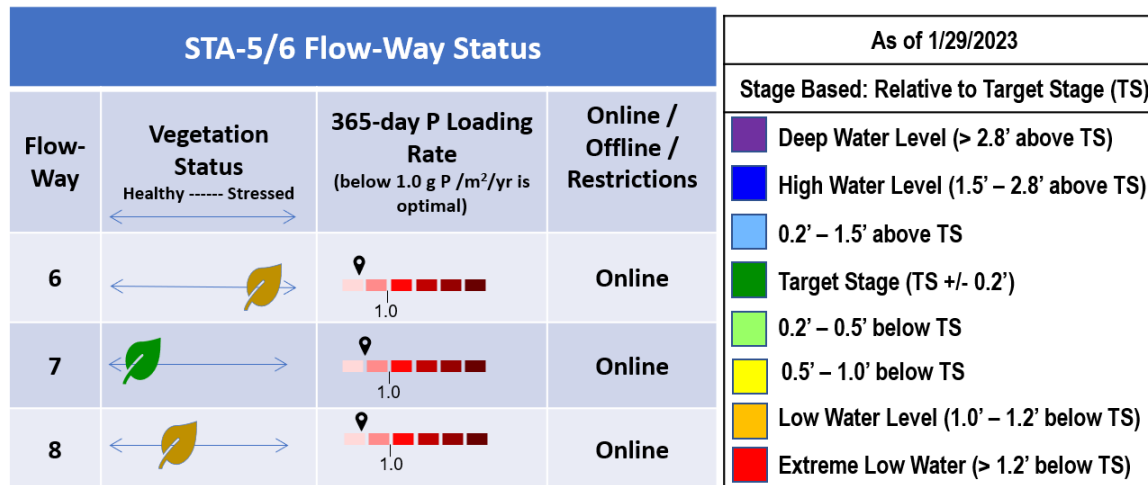 STA-5/6 Flow-Way Status
Flow-
Way
Vegetation
Status
Healthy ------ Stressed
365-day P Loading
Rate
(below 1.0 g P /m²/yr is
optimal)
Online /
Offline /
Restrictions
6
1.0
Online
7
1.0
Online
8
1.0
Online
As of 1/29/2023
Stage Based: Relative to Target Stage (TS)
Deep Water Level (> 2.8’ above TS)
High Water Level (1.5’ – 2.8’ above TS)
0.2’ – 1.5’ above TS
Target Stage (TS +/- 0.2’)
0.2’ – 0.5’ below TS
0.5’ – 1.0’ below TS
Low Water Level (1.0’ – 1.2’ below TS)
Extreme Low Water (> 1.2’ below TS)